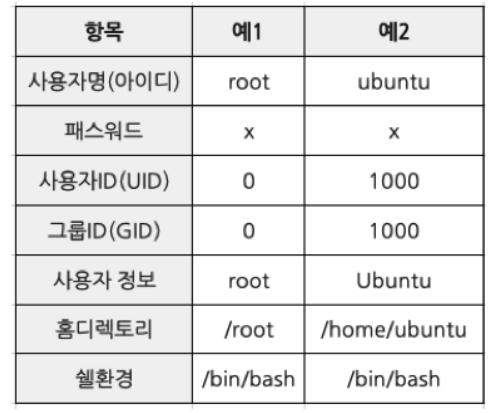 항목 예1 예2
사용자명(아이디) root ubuntu
패스워드 x x
사용자ID(UID) 0 1000
그룹ID(GID) 0 1000
사용자 정보 root Ubuntu
홈디렉토리 /root /home/ubuntu
쉘환경 /bin/bash /bin/bash